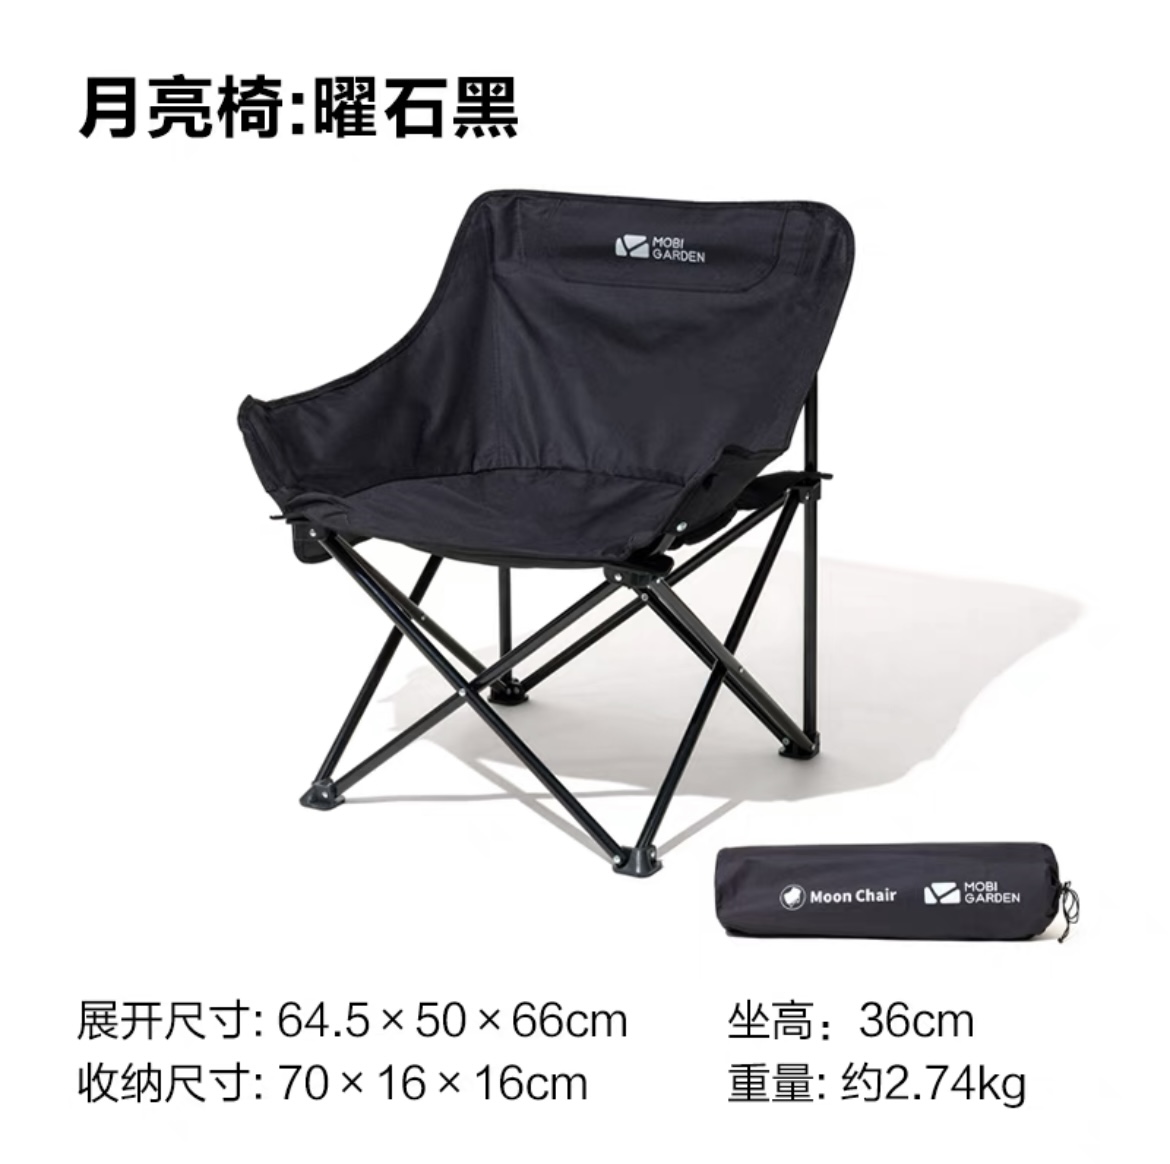 月亮椅:曜石黑
MOBI
GARDEN
Moon Chair
MOBI
GARDEN
展开尺寸: 64.5×50×66cm
坐高：36cm
收纳尺寸: 70×16×16cm
重量: 约2.74kg